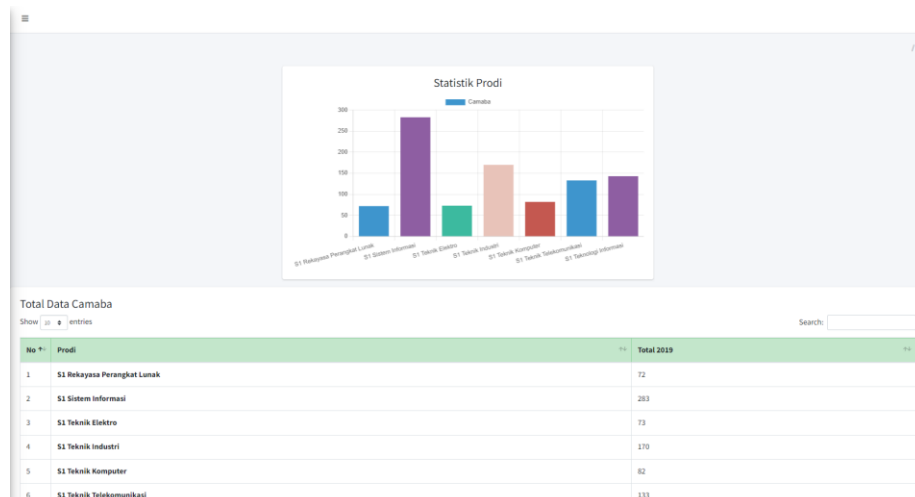 Statistik Prodi
Camaba
300
250
200
150
100
50
0
S1 Rekayasa Perangkat Lunak
S1 Sistem Informasi
S1 Teknik Elektro
S1 Teknik Industri
S1 Teknik Komputer
S1 Teknik Telekomunikasi
S1 Teknologi Informasi
Total Data Camaba
Show 10 entries
Search:
No Prodi Total 2019
1 S1 Rekayasa Perangkat Lunak 72
2 S1 Sistem Informasi 283
3 S1 Teknik Elektro 73
4 S1 Teknik Industri 170
5 S1 Teknik Komputer 82
6 S1 Teknik Telekomunikasi 133